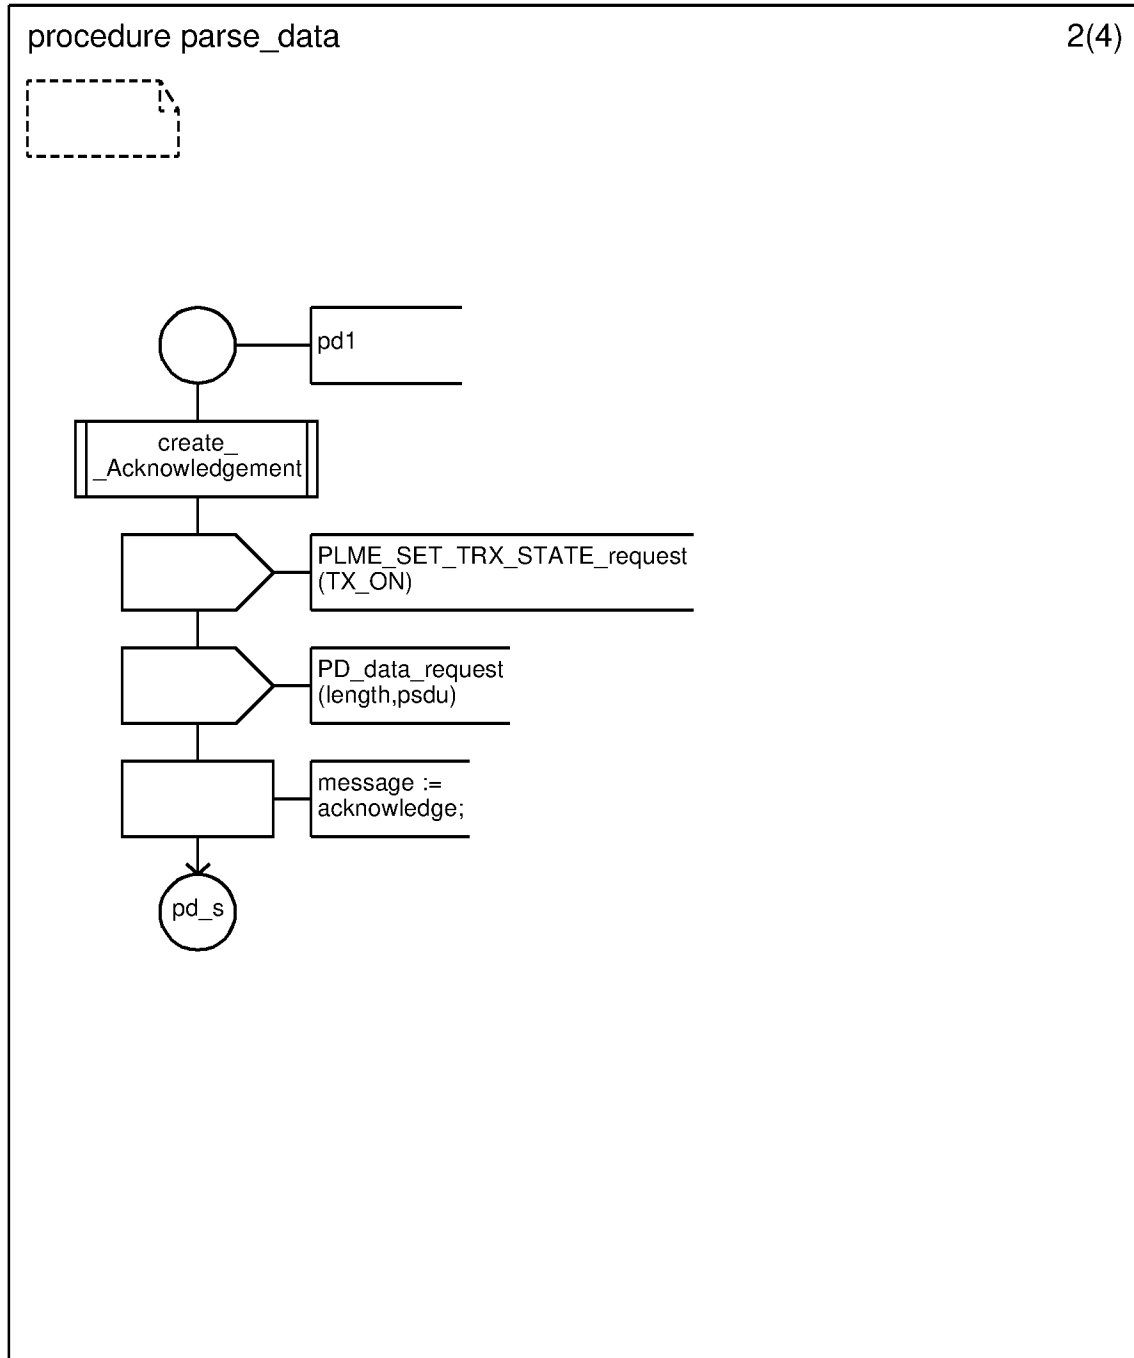 procedure parse_data
2(4)
pd1
create_
_Acknowledgement
PLME_SET_TRX_STATE_request
(TX_ON)
PD_data_request
(length,psdu)
message :=
acknowledge;
pd_s